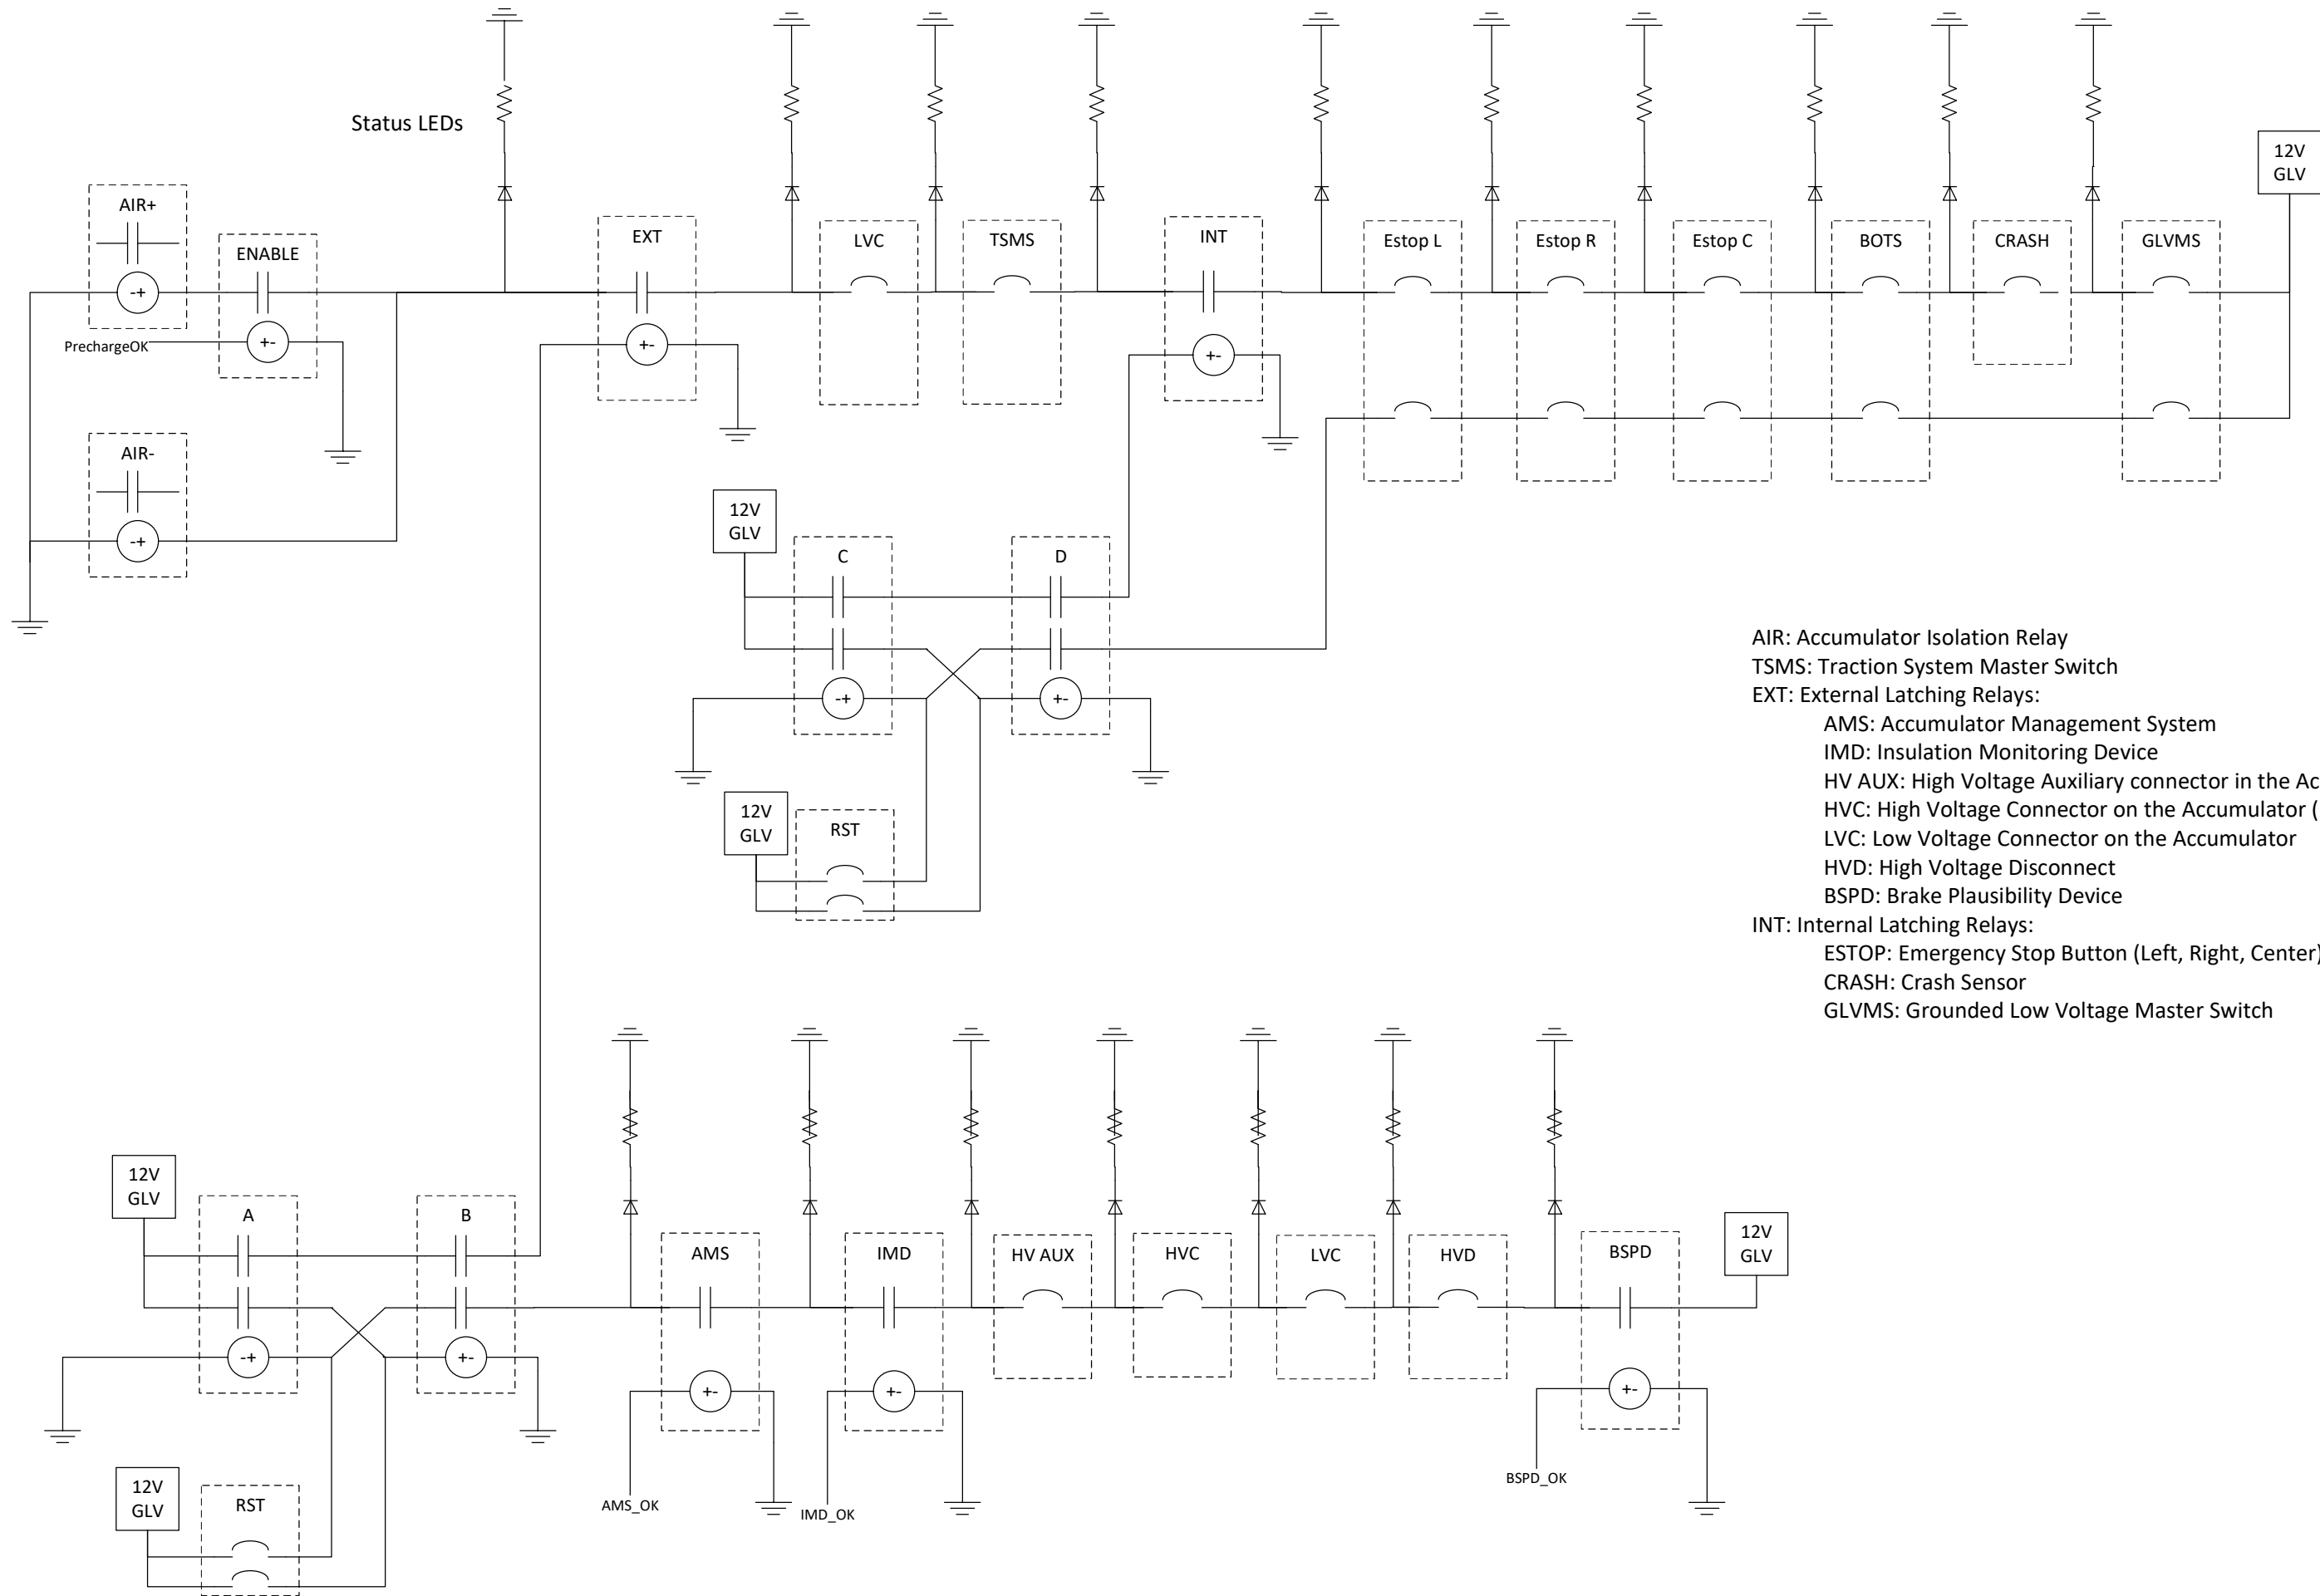 Status LEDs
12V
GLV
AIR+
ENABLE
EXT
LVC
TSMS
INT
Estop L
Estop R
Estop C
BOTS
CRASH
GLVMS
-+
PrechargeOK
+-
+-
+-
AIR-
-+
12V
GLV
C
D
-+
+-
12V
GLV
RST
AIR: Accumulator Isolation Relay
TSMS: Traction System Master Switch
EXT: External Latching Relays:
AMS: Accumulator Management System
IMD: Insulation Monitoring Device
HV AUX: High Voltage Auxiliary connector in the Ac
HVC: High Voltage Connector on the Accumulator (
LVC: Low Voltage Connector on the Accumulator
HVD: High Voltage Disconnect
BSPD: Brake Plausibility Device
INT: Internal Latching Relays:
ESTOP: Emergency Stop Button (Left, Right, Center)
CRASH: Crash Sensor
GLVMS: Grounded Low Voltage Master Switch
12V
GLV
A
B
AMS
IMD
HV AUX
HVC
LVC
HVD
BSPD
12V
GLV
-+
+-
+-
+-
+-
12V
GLV
RST
AMS_OK
IMD_OK
BSPD_OK